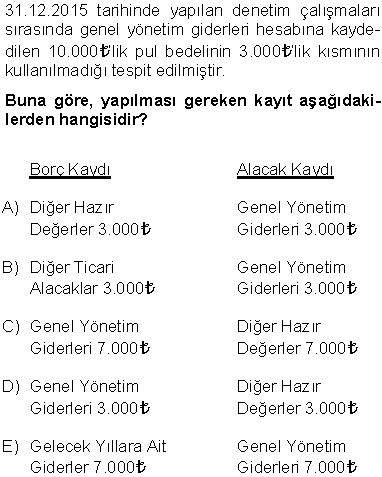 31.12.2015 tarihinde yapılan denetim çalışmaları
sırasında genel yönetim giderleri hesabına kayde-
dilen 10.000₺'lik pul bedelinin 3.000₺'lik kısmının
kullanılmadığı tespit edilmiştir.
Buna göre, yapılması gereken kayıt aşağıdaki-
lerden hangisidir?
Borç Kaydı Alacak Kaydı
A) Diğer Hazır Genel Yönetim
Değerler 3.000₺ Giderleri 3.000₺
B) Diğer Ticari Genel Yönetim
Alacaklar 3.000₺ Giderleri 3.000₺
C) Genel Yönetim Diğer Hazır
Giderleri 7.000₺ Değerler 7.000₺
D) Genel Yönetim Diğer Hazır
Giderleri 3.000₺ Değerler 3.000₺
E) Gelecek Yıllara Ait Genel Yönetim
Giderler 7.000₺ Giderleri 7.000₺